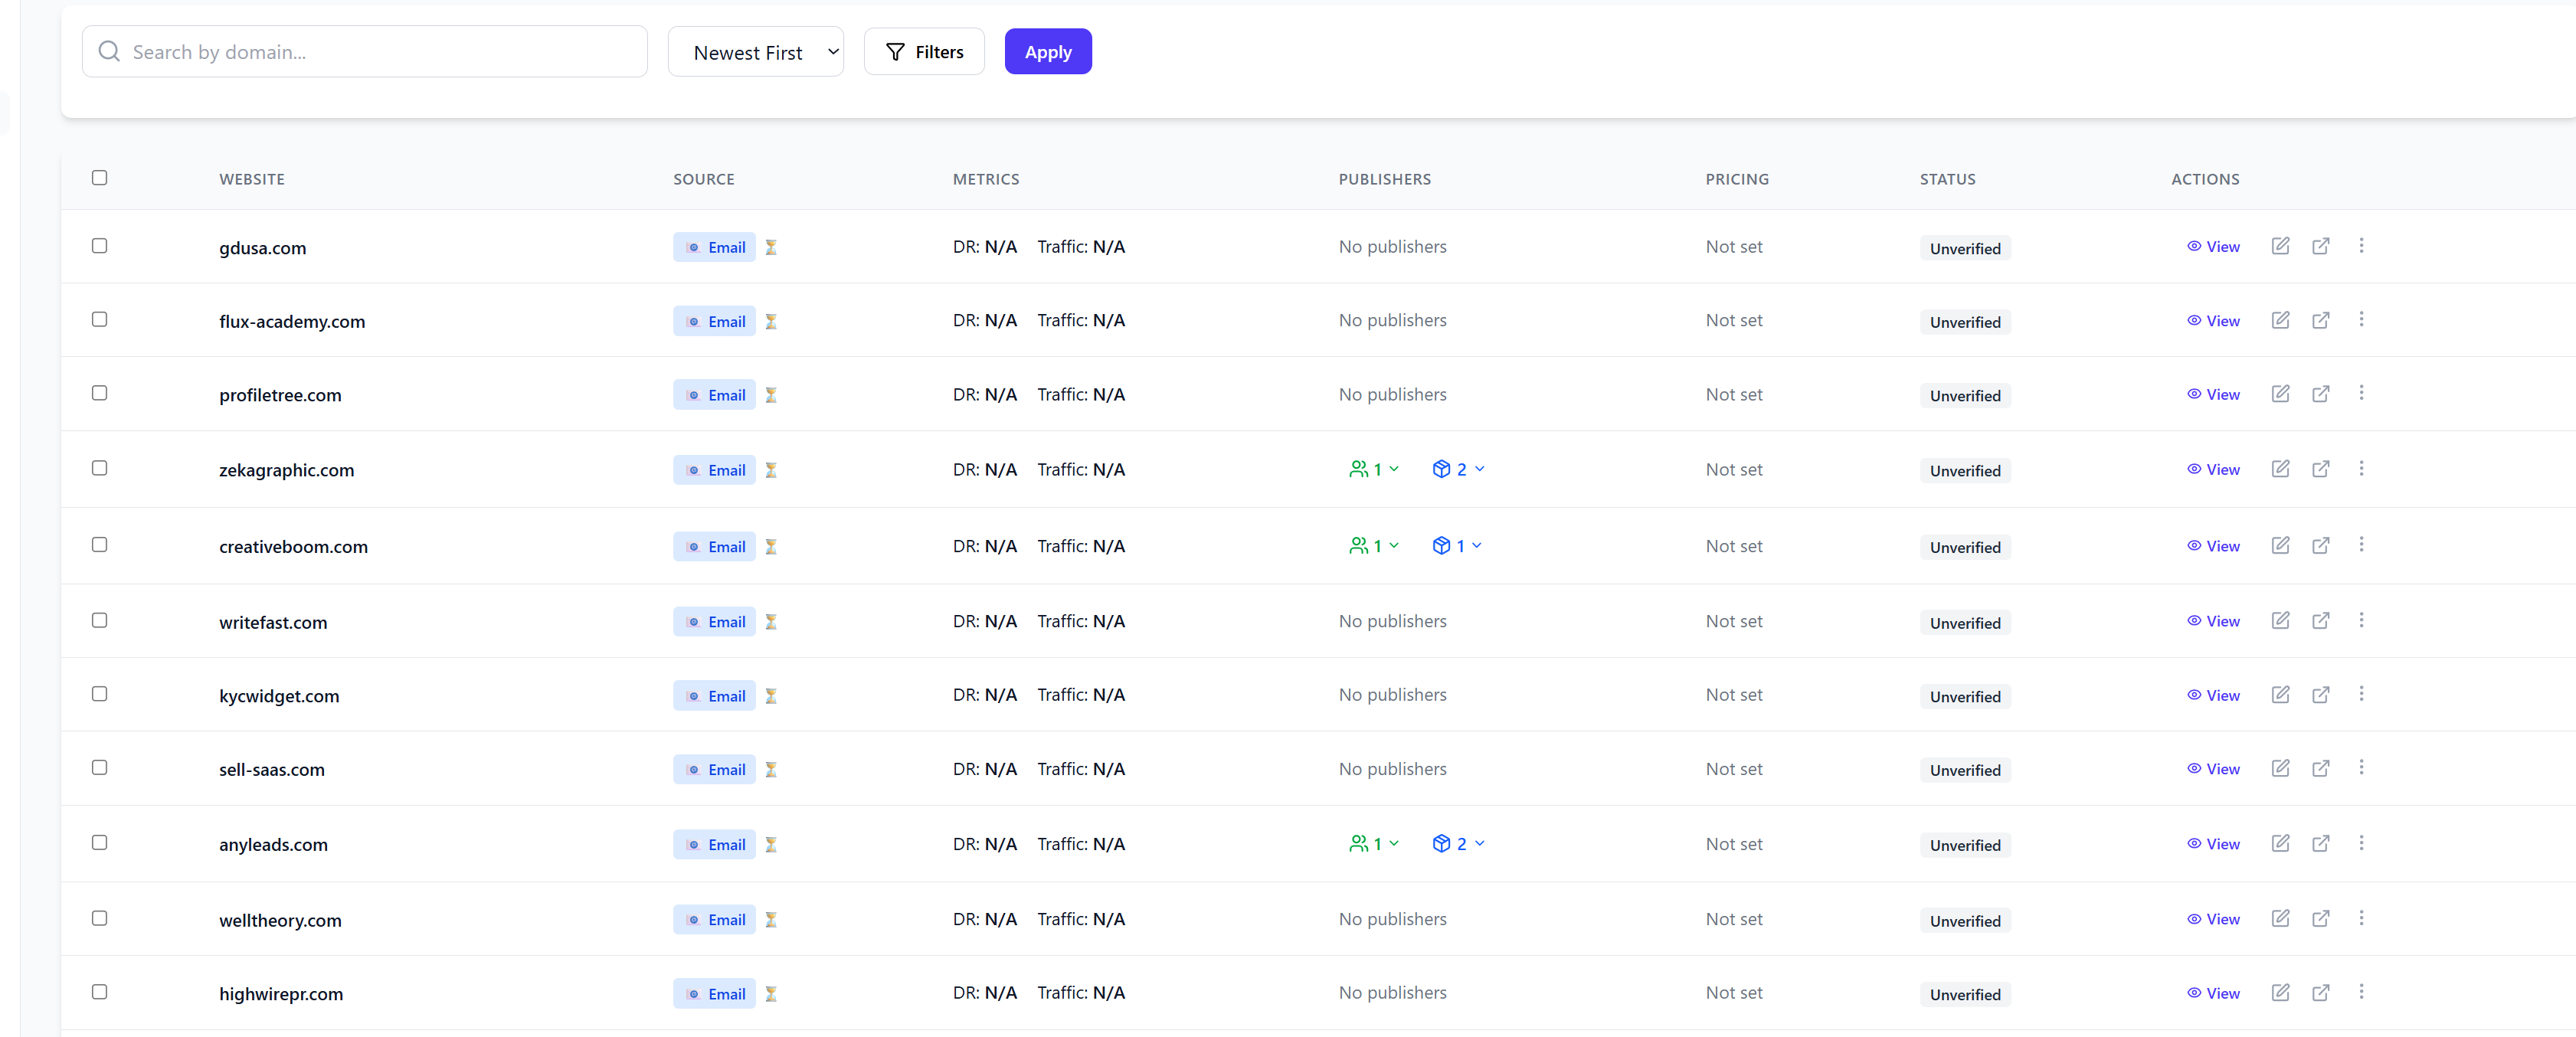 Search by domain...
Newest First
Filters
Apply
WEBSITE SOURCE METRICS PUBLISHERS PRICING STATUS ACTIONS
gdusa.com Email DR: N/A Traffic: N/A No publishers Not set Unverified View
flux-academy.com Email DR: N/A Traffic: N/A No publishers Not set Unverified View
profiletree.com Email DR: N/A Traffic: N/A No publishers Not set Unverified View
zekagraphic.com Email DR: N/A Traffic: N/A 1 2 Not set Unverified View
creativeboom.com Email DR: N/A Traffic: N/A 1 1 Not set Unverified View
writefast.com Email DR: N/A Traffic: N/A No publishers Not set Unverified View
kycwidget.com Email DR: N/A Traffic: N/A No publishers Not set Unverified View
sell-saas.com Email DR: N/A Traffic: N/A No publishers Not set Unverified View
anyleads.com Email DR: N/A Traffic: N/A 1 2 Not set Unverified View
welltheory.com Email DR: N/A Traffic: N/A No publishers Not set Unverified View
highwirepr.com Email DR: N/A Traffic: N/A No publishers Not set Unverified View